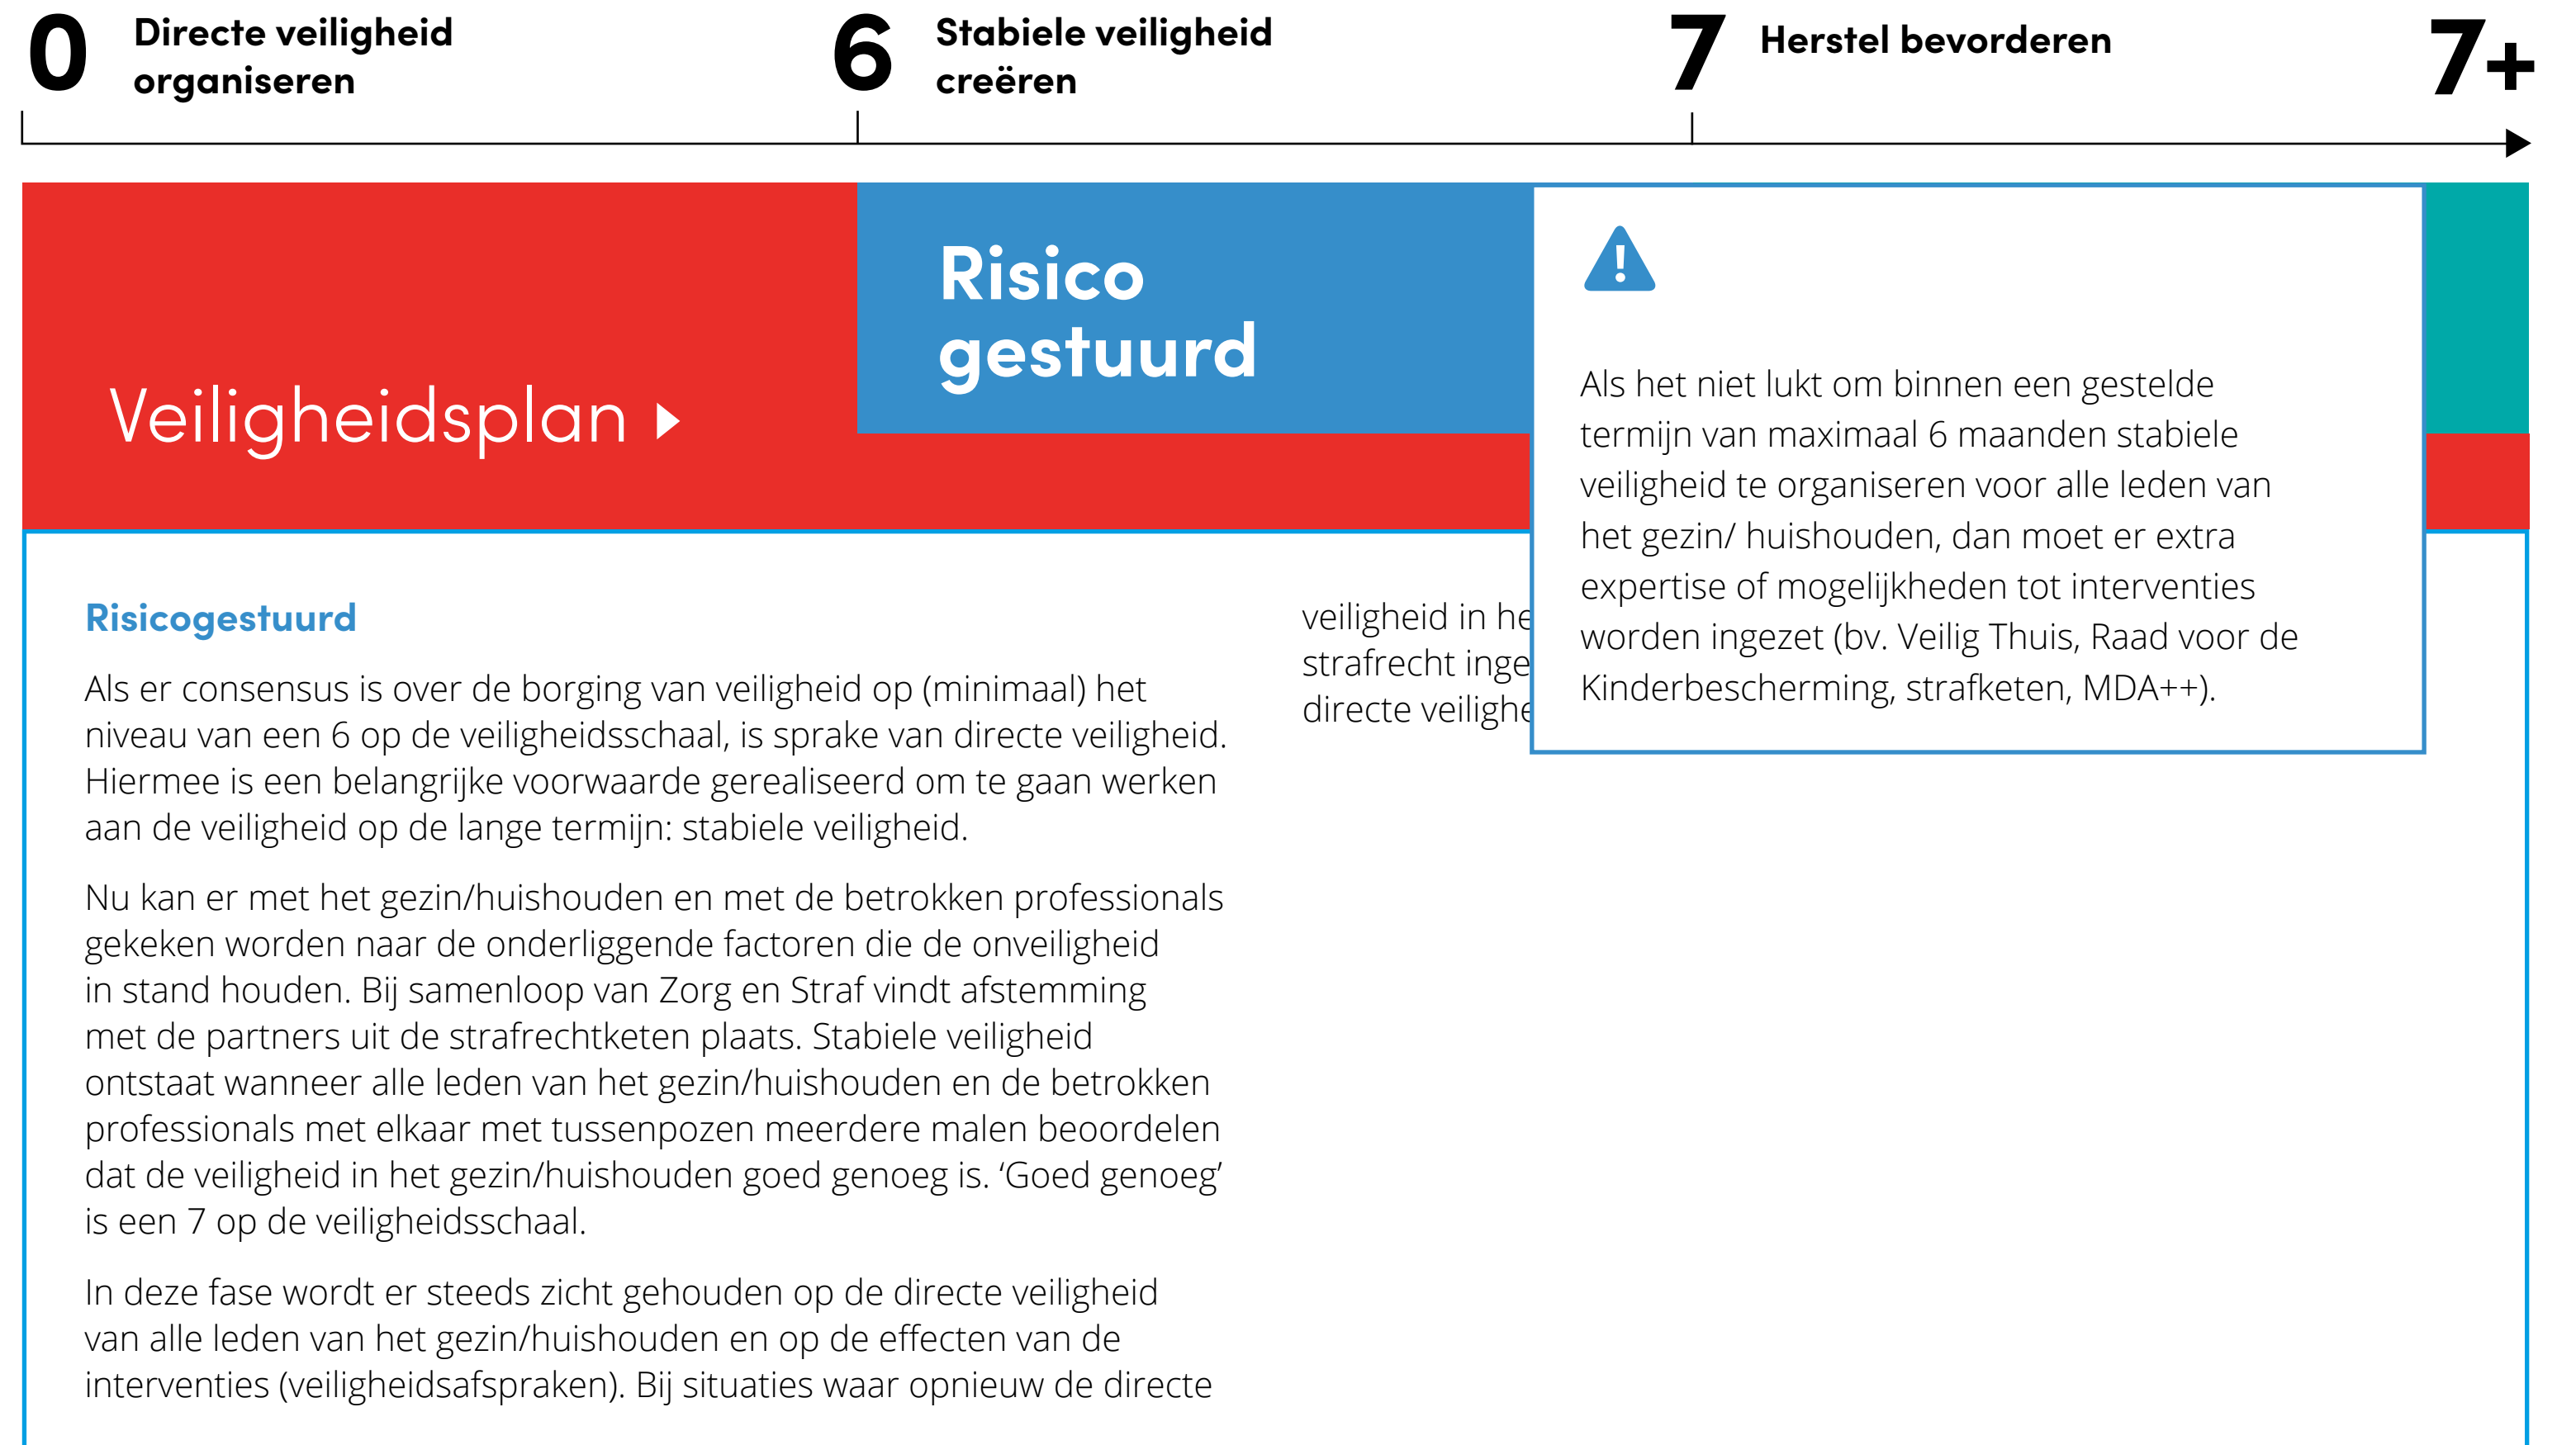 0
Directe veiligheid
organiseren
6
Stabiele veiligheid
creëren
7
Herstel bevorderen
7+
Veiligheidsplan
Risico
gestuurd
!
Als het niet lukt om binnen een gestelde
termijn van maximaal 6 maanden stabiele
veiligheid te organiseren voor alle leden van
het gezin/ huishouden, dan moet er extra
expertise of mogelijkheden tot interventies
worden ingezet (bv. Veilig Thuis, Raad voor de
Kinderbescherming, strafketen, MDA++).
Risicogestuurd
Als er consensus is over de borging van veiligheid op (minimaal) het
niveau van een 6 op de veiligheidsschaal, is sprake van directe veiligheid.
Hiermee is een belangrijke voorwaarde gerealiseerd om te gaan werken
aan de veiligheid op de lange termijn: stabiele veiligheid.
Nu kan er met het gezin/huishouden en met de betrokken professionals
gekeken worden naar de onderliggende factoren die de onveiligheid
in stand houden. Bij samenloop van Zorg en Straf vindt afstemming
met de partners uit de strafrechtketen plaats. Stabiele veiligheid
ontstaat wanneer alle leden van het gezin/huishouden en de betrokken
professionals met elkaar met tussenpozen meerdere malen beoordelen
dat de veiligheid in het gezin/huishouden goed genoeg is. ‘Goed genoeg’
is een 7 op de veiligheidsschaal.
In deze fase wordt er steeds zicht gehouden op de directe veiligheid
van alle leden van het gezin/huishouden en op de effecten van de
interventies (veiligheidsafspraken). Bij situaties waar opnieuw de directe
veiligheid in
strafrecht
directe